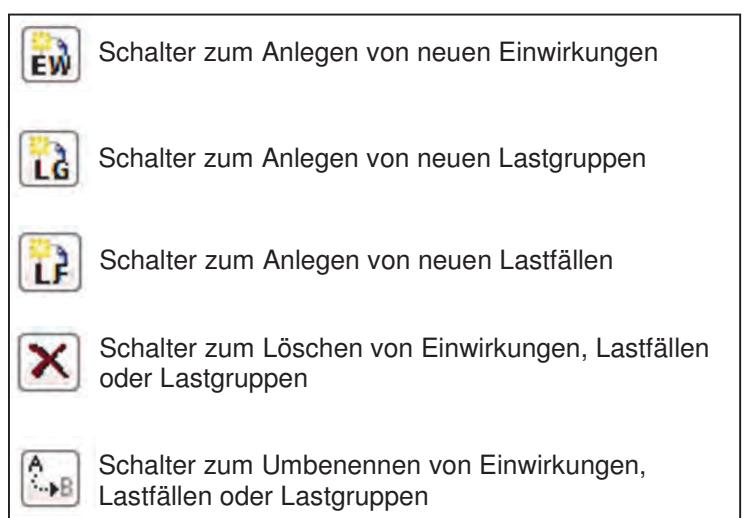 EW Schalter zum Anlegen von neuen Einwirkungen
LG Schalter zum Anlegen von neuen Lastgruppen
LF Schalter zum Anlegen von neuen Lastfällen
Schalter zum Löschen von Einwirkungen, Lastfällen
oder Lastgruppen
A
B
Schalter zum Umbenennen von Einwirkungen,
Lastfällen oder Lastgruppen